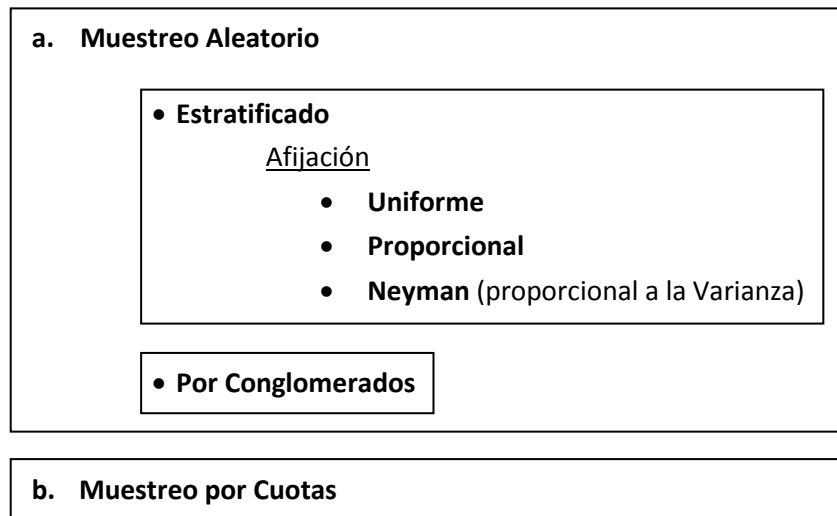 a. Muestreo Aleatorio
• Estratificado
Afijación
• Uniforme
• Proporcional
• Neyman (proporcional a la Varianza)
• Por Conglomerados
b. Muestreo por Cuotas